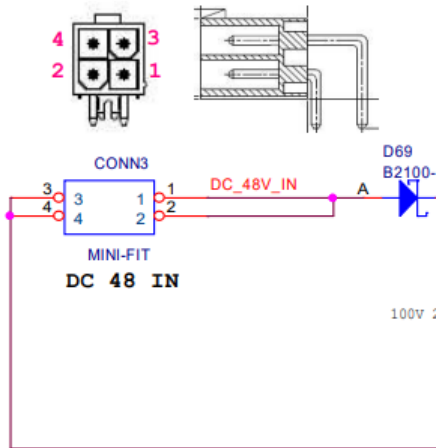 4 3
2 1
CONN3
3 3 1 1 DC_48V_IN
4 4 2 2
A
D69
B2100-
MINI-FIT
DC 48 IN
100V 2